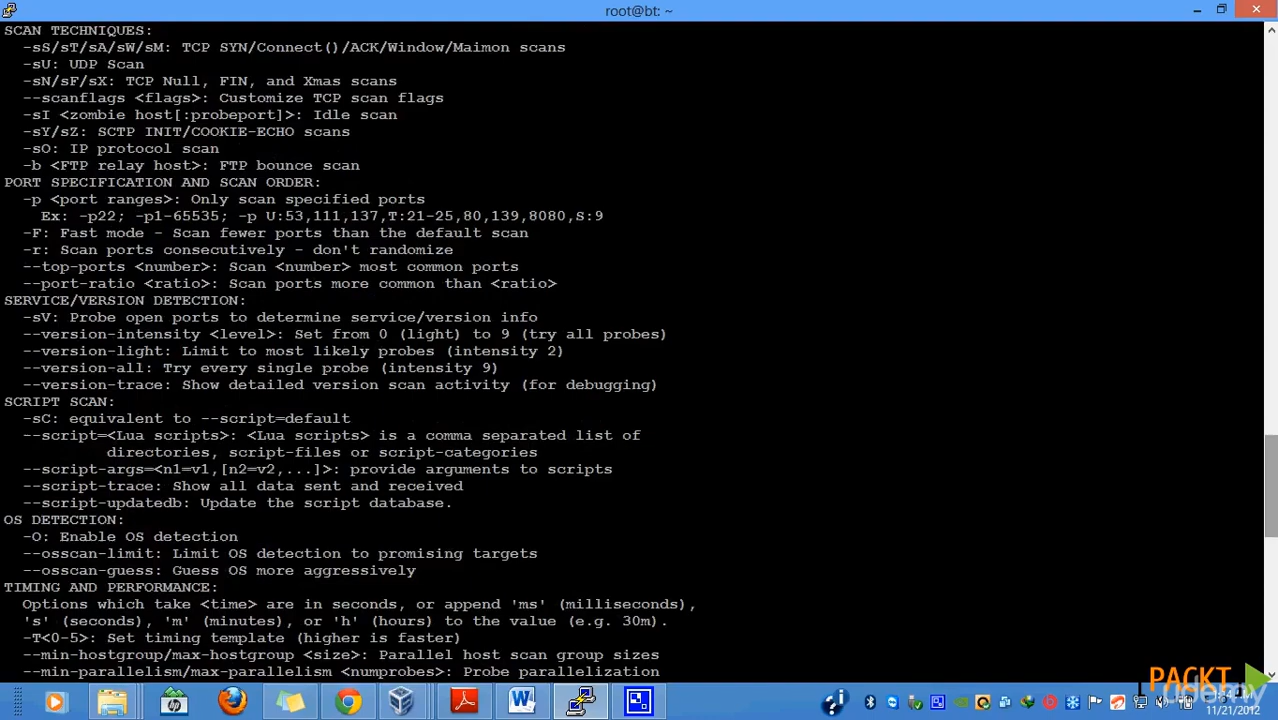 root@bt: ~
SCAN TECHNIQUES:
  -sS/sT/sA/sW/sM: TCP SYN/Connect()/ACK/Window/Maimon scans
  -sU: UDP Scan
  -sN/sF/sX: TCP Null, FIN, and Xmas scans
  --scanflags <flags>: Customize TCP scan flags
  -sI <zombie host[:probeport]>: Idle scan
  -sY/sZ: SCTP INIT/COOKIE-ECHO scans
  -sO: IP protocol scan
  -b <FTP relay host>: FTP bounce scan
PORT SPECIFICATION AND SCAN ORDER:
  -p <port ranges>: Only scan specified ports
    Ex: -p22; -p1-65535; -p U:53,111,137,T:21-25,80,139,8080,S:9
  -F: Fast mode - Scan fewer ports than the default scan
  -r: Scan ports consecutively - don't randomize
  --top-ports <number>: Scan <number> most common ports
  --port-ratio <ratio>: Scan ports more common than <ratio>
SERVICE/VERSION DETECTION:
  -sV: Probe open ports to determine service/version info
  --version-intensity <level>: Set from 0 (light) to 9 (try all probes)
  --version-light: Limit to most likely probes (intensity 2)
  --version-all: Try every single probe (intensity 9)
  --version-trace: Show detailed version scan activity (for debugging)
SCRIPT SCAN:
  -sC: equivalent to --script=default
  --script=<Lua scripts>: <Lua scripts> is a comma separated list of
           directories, script-files or script-categories
  --script-args=<n1=v1,[n2=v2,...]>: provide arguments to scripts
  --script-trace: Show all data sent and received
  --script-updatedb: Update the script database.
OS DETECTION:
  -O: Enable OS detection
  --osscan-limit: Limit OS detection to promising targets
  --osscan-guess: Guess OS more aggressively
TIMING AND PERFORMANCE:
  Options which take <time> are in seconds, or append 'ms' (milliseconds),
  's' (seconds), 'm' (minutes), or 'h' (hours) to the value (e.g. 30m).
  -T<0-5>: Set timing template (higher is faster)
  --min-hostgroup/max-hostgroup <size>: Parallel host scan group sizes
  --min-parallelism/max-parallelism <numprobes>: Probe parallelization
PACKT
udemy
11/21/2012